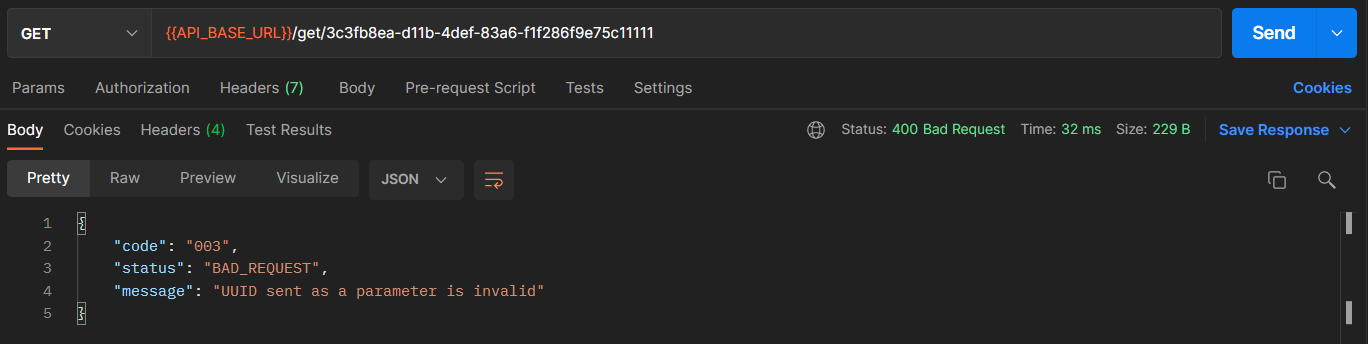 GET {{API_BASE_URL}}/get/3c3fb8ea-d11b-4def-83a6-f1f286f9e75c11111 Send
Params Authorization Headers (7) Body Pre-request Script Tests Settings Cookies
Body Cookies Headers (4) Test Results Status: 400 Bad Request Time: 32 ms Size: 229 B Save Response
Pretty Raw Preview Visualize JSON
1 {
2 "code": "003",
3 "status": "BAD_REQUEST",
4 "message": "UUID sent as a parameter is invalid"
5 }